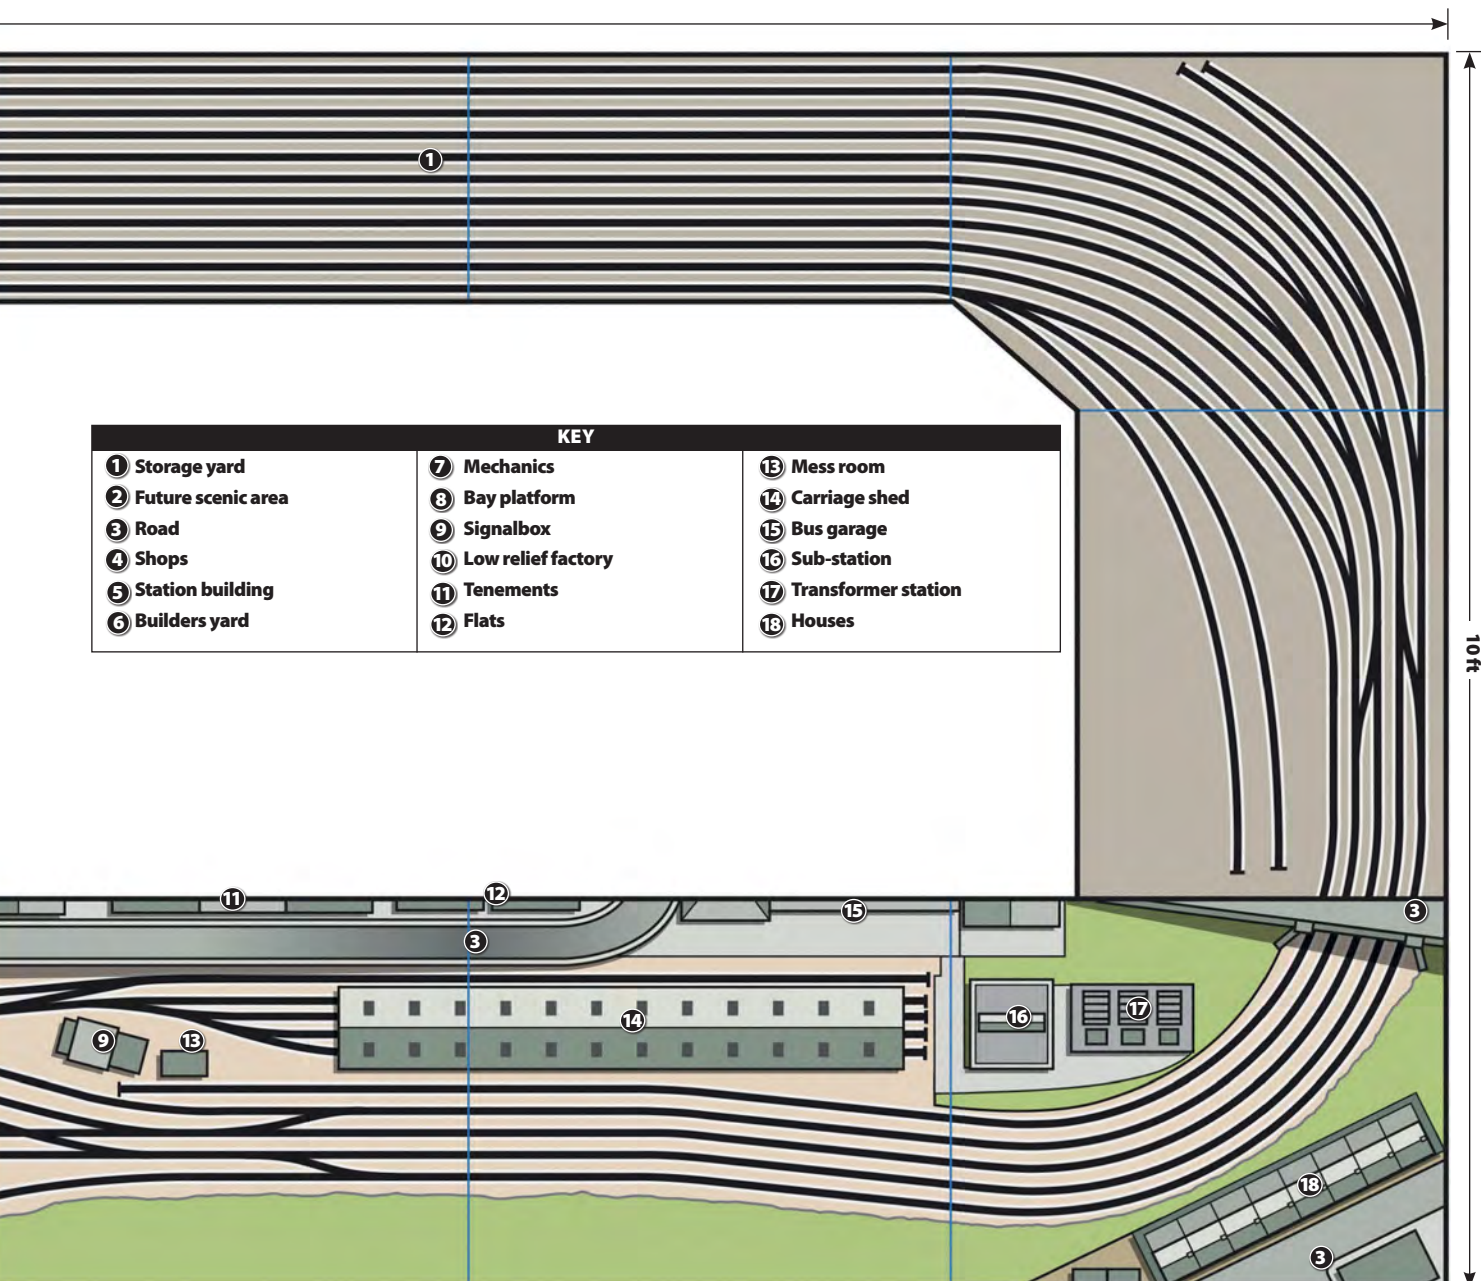 1
KEY
1 Storage yard
2 Future scenic area
3 Road
4 Shops
5 Station building
6 Builders yard
7 Mechanics
8 Bay platform
9 Signalbox
10 Low relief factory
11 Tenements
12 Flats
13 Mess room
14 Carriage shed
15 Bus garage
16 Sub-station
17 Transformer station
18 Houses
10 ft
11
12
15
3
3
14
16
17
9
13
18
3